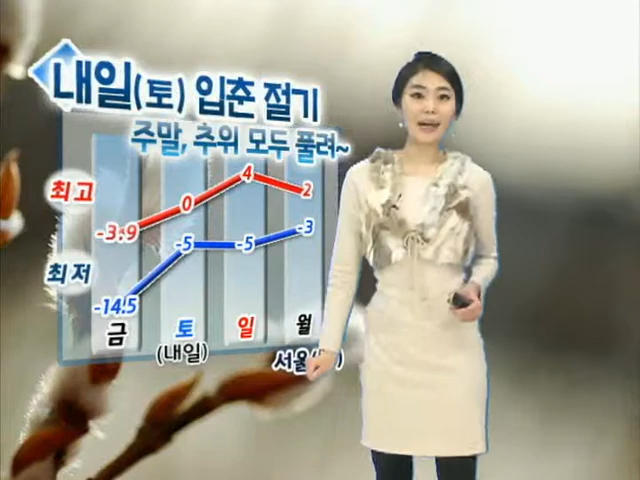 내일(토) 입춘 절기
주말, 추위 모두 풀려~
최고
-3.9 0 4 2
최저
-14.5 -5 -5 -3
금 토 일 월
(내일)
서울